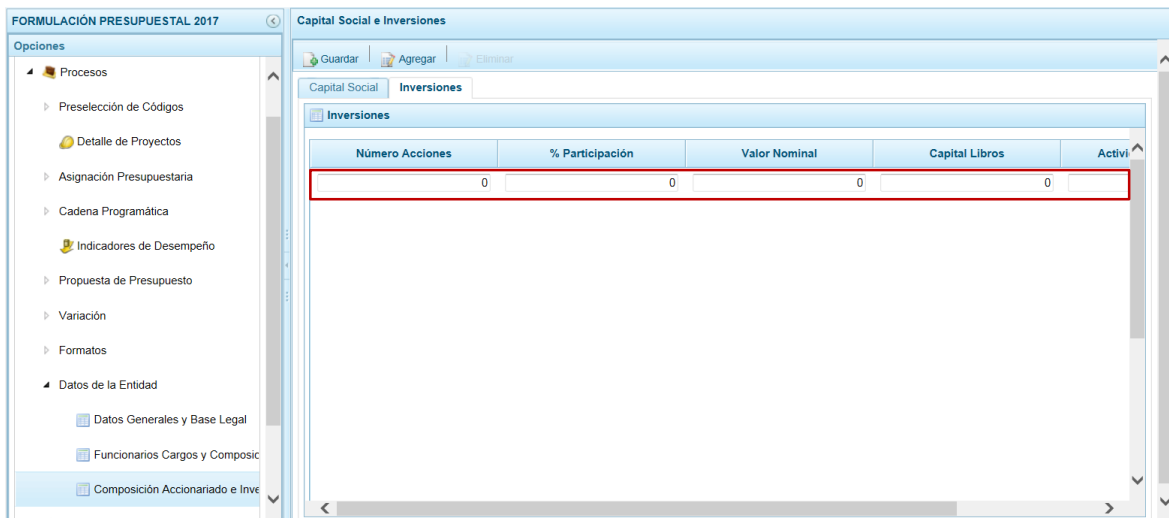 FORMULACIÓN PRESUPUESTAL 2017
Opciones
Procesos
Preselección de Códigos
Detalle de Proyectos
Asignación Presupuestaria
Cadena Programática
Indicadores de Desempeño
Propuesta de Presupuesto
Variación
Formatos
Datos de la Entidad
Datos Generales y Base Legal
Funcionarios Cargos y Composic
Composición Accionariado e Inve
Capital Social e Inversiones
Guardar Agregar Eliminar
Capital Social Inversiones
Inversiones
Número Acciones % Participación Valor Nominal Capital Libros Activi
0 0 0 0